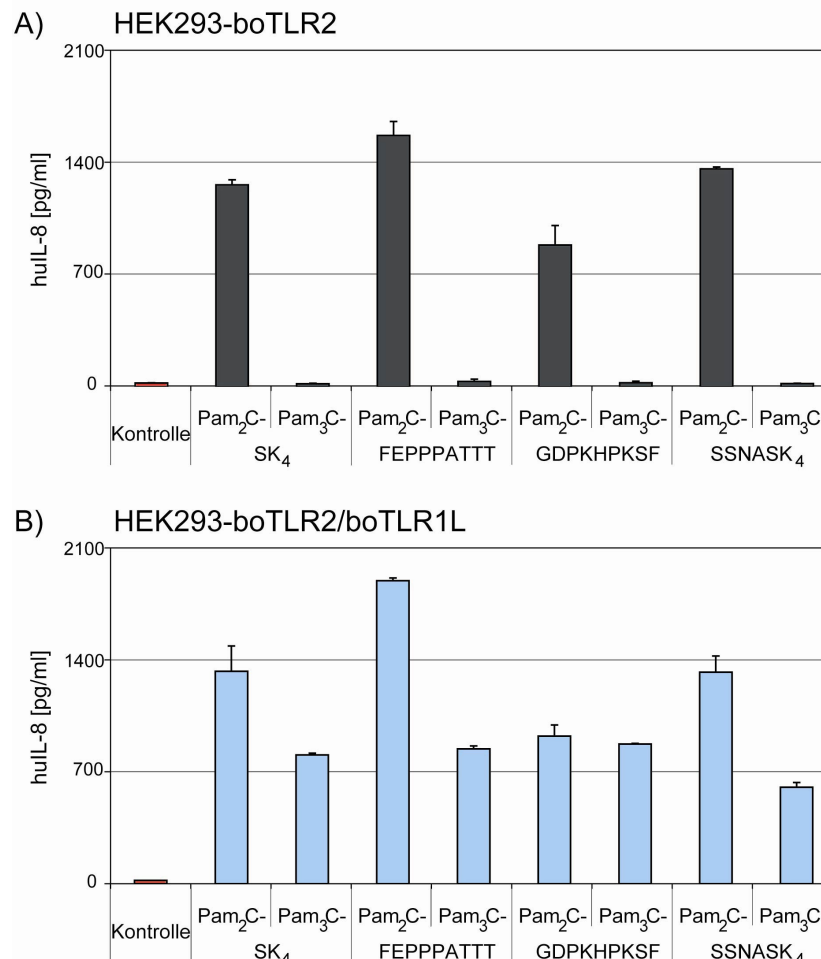 A) HEK293-boTLR2
2100
1400
700
0
huIL-8 [pg/ml]
Kontrolle Pam₂C- Pam₃C- Pam₂C- Pam₃C- Pam₂C- Pam₃C- Pam₂C- Pam₃C
SK₄ FEPPPATTT GDPKHPKSF SSNASK₄
B) HEK293-boTLR2/boTLR1L
2100
1400
700
0
huIL-8 [pg/ml]
Kontrolle Pam₂C- Pam₃C- Pam₂C- Pam₃C- Pam₂C- Pam₃C- Pam₂C- Pam₃C
SK₄ FEPPPATTT GDPKHPKSF SSNASK₄